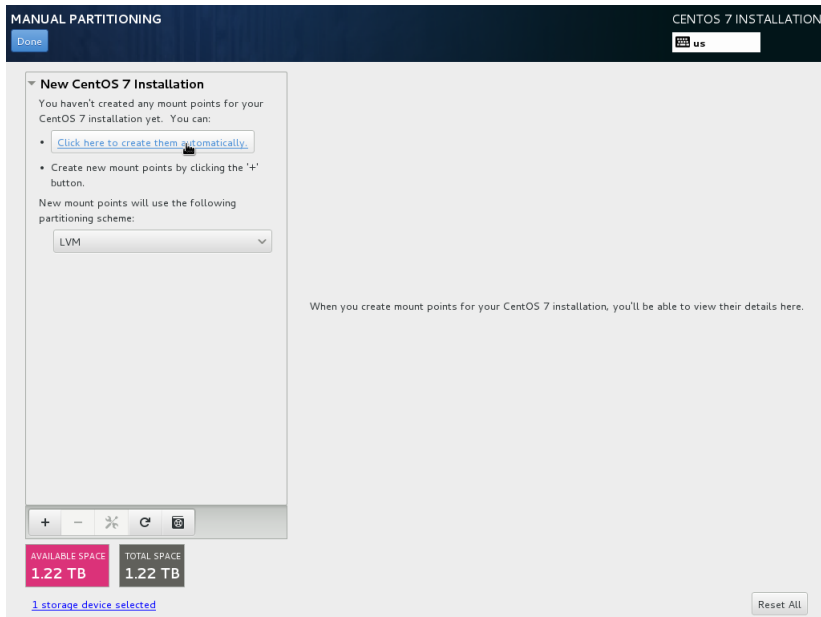 MANUAL PARTITIONING
CENTOS 7 INSTALLATION
Done
us
New CentOS 7 Installation
You haven't created any mount points for your
CentOS 7 installation yet.  You can:
• Click here to create them automatically.
• Create new mount points by clicking the '+'
button.
New mount points will use the following
partitioning scheme:
LVM
When you create mount points for your CentOS 7 installation, you'll be able to view their details here.
+ −
AVAILABLE SPACE
1.22 TB
TOTAL SPACE
1.22 TB
1 storage device selected
Reset All